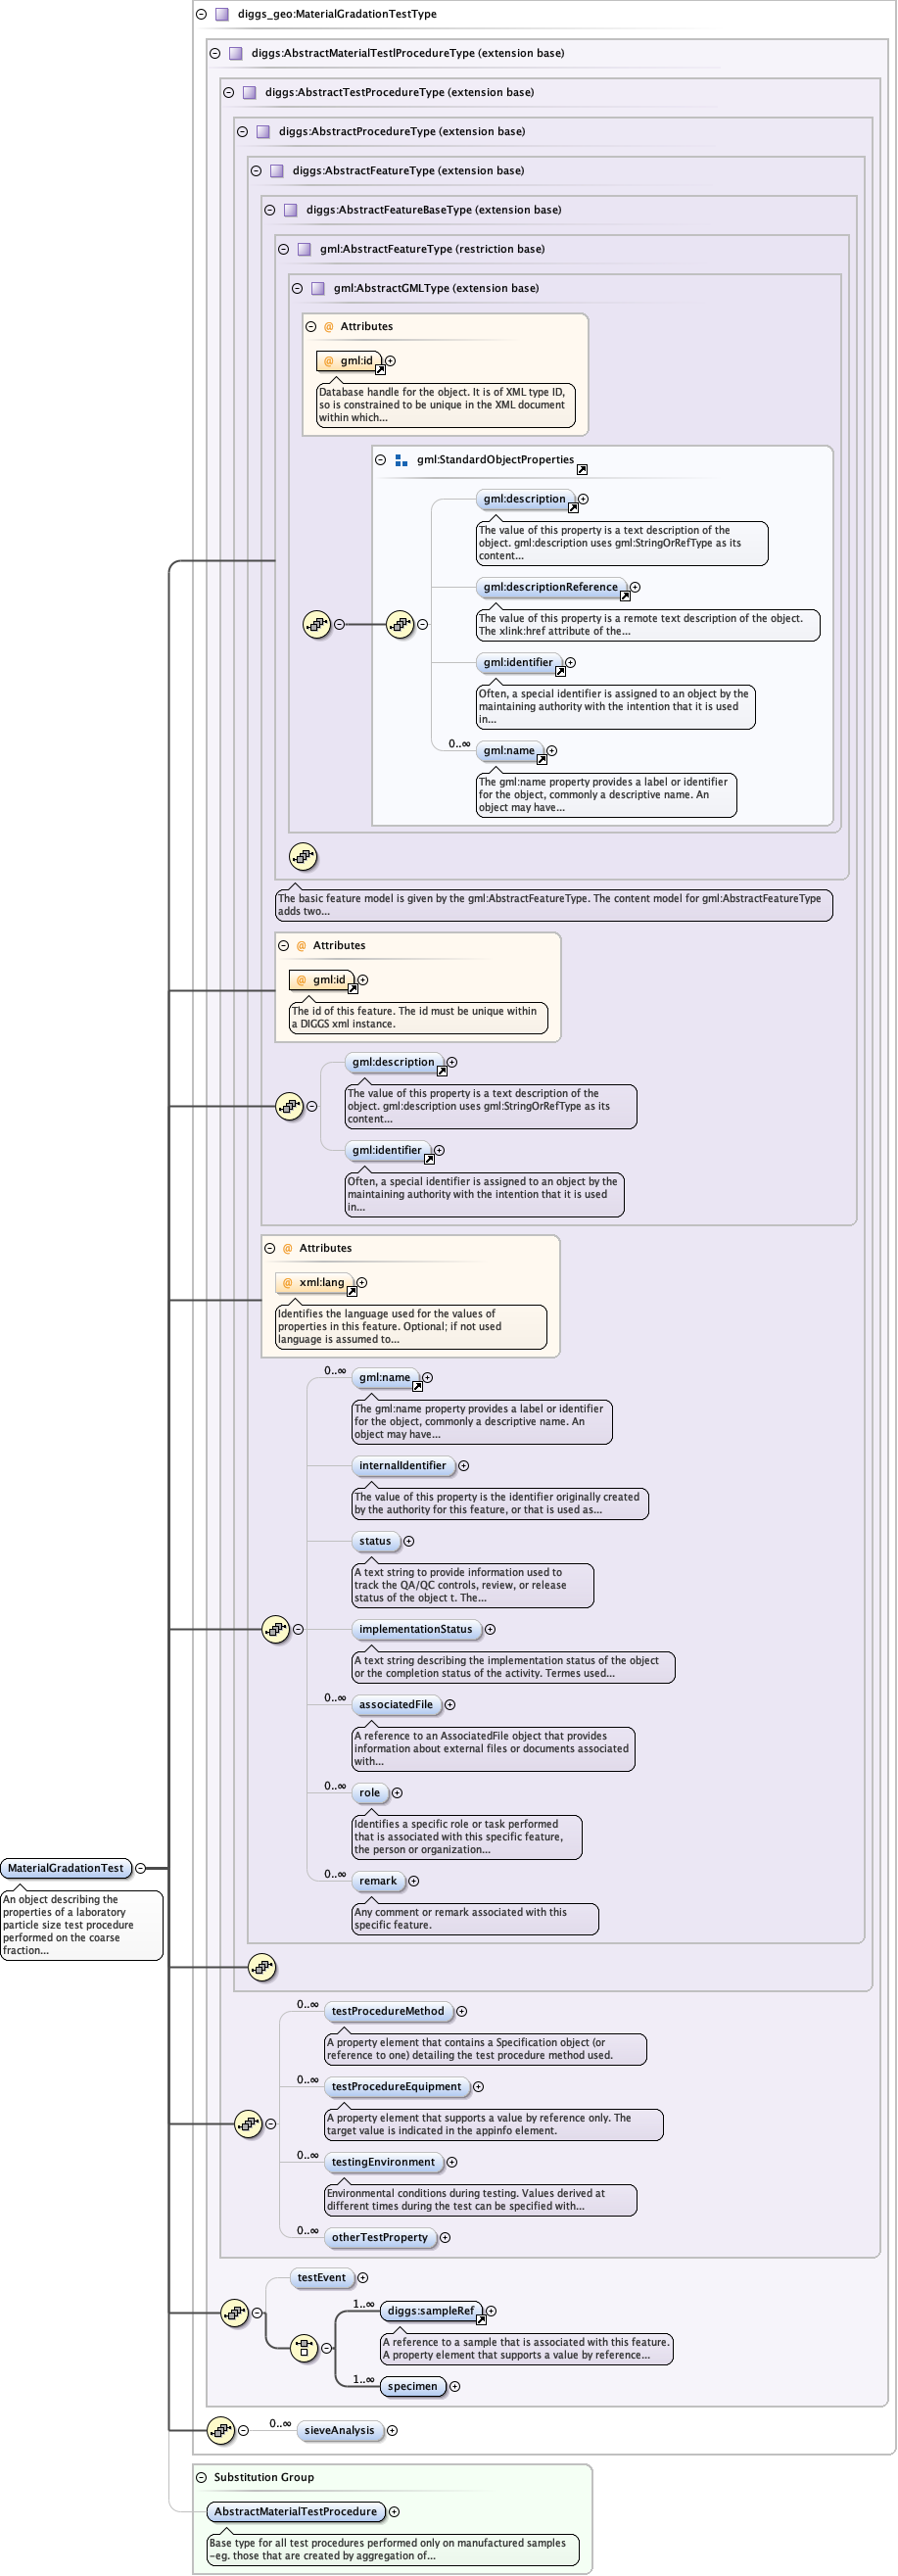 diggs_geo:MaterialGradationTestType
diggs:AbstractMaterialTestlProcedureType (extension base)
diggs:AbstractTestProcedureType (extension base)
diggs:AbstractProcedureType (extension base)
diggs:AbstractFeatureType (extension base)
diggs:AbstractFeatureBaseType (extension base)
gml:AbstractFeatureType (restriction base)
gml:AbstractGMLType (extension base)
@ Attributes
@ gml:id
Database handle for the object. It is of XML type ID,
so is constrained to be unique in the XML document
within which...
gml:StandardObjectProperties
gml:description
The value of this property is a text description of the
object. gml:description uses gml:StringOrRefType as its
content...
gml:descriptionReference
The value of this property is a remote text description of the object.
The xlink:href attribute of the...
gml:identifier
Often, a special identifier is assigned to an object by the
maintaining authority with the intention that it is used
in...
0..∞ gml:name
The gml:name property provides a label or identifier
for the object, commonly a descriptive name. An
object may have...
The basic feature model is given by the gml:AbstractFeatureType. The content model for gml:AbstractFeatureType
adds two...
@ Attributes
@ gml:id
The id of this feature. The id must be unique within
a DIGGS xml instance.
gml:description
The value of this property is a text description of the
object. gml:description uses gml:StringOrRefType as its
content...
gml:identifier
Often, a special identifier is assigned to an object by the
maintaining authority with the intention that it is used
in...
@ Attributes
@ xml:lang
Identifies the language used for the values of
properties in this feature. Optional; if not used
language is assumed to...
0..∞ gml:name
The gml:name property provides a label or identifier
for the object, commonly a descriptive name. An
object may have...
internalIdentifier
The value of this property is the identifier originally created
by the authority for this feature, or that is used as...
status
A text string to provide information used to
track the QA/QC controls, review, or release
status of the object t. The...
implementationStatus
A text string describing the implementation status of the object
or the completion status of the activity. Termes used...
0..∞ associatedFile
A reference to an AssociatedFile object that provides
information about external files or documents associated
with...
0..∞ role
Identifies a specific role or task performed
that is associated with this specific feature,
the person or organization...
0..∞ remark
Any comment or remark associated with this
specific feature.
MaterialGradationTest
An object describing the
properties of a laboratory
particle size test procedure
performed on the coarse
fraction...
0..∞ testProcedureMethod
A property element that contains a Specification object (or
reference to one) detailing the test procedure method used.
0..∞ testProcedureEquipment
A property element that supports a value by reference only. The
target value is indicated in the appinfo element.
0..∞ testingEnvironment
Environmental conditions during testing. Values derived at
different times during the test can be specified with...
0..∞ otherTestProperty
testEvent
1..∞ diggs:sampleRef
A reference to a sample that is associated with this feature.
A property element that supports a value by reference...
1..∞ specimen
0..∞ sieveAnalysis
Substitution Group
AbstractMaterialTestProcedure
Base type for all test procedures performed only on manufactured samples
-eg. those that are created by aggregation of...